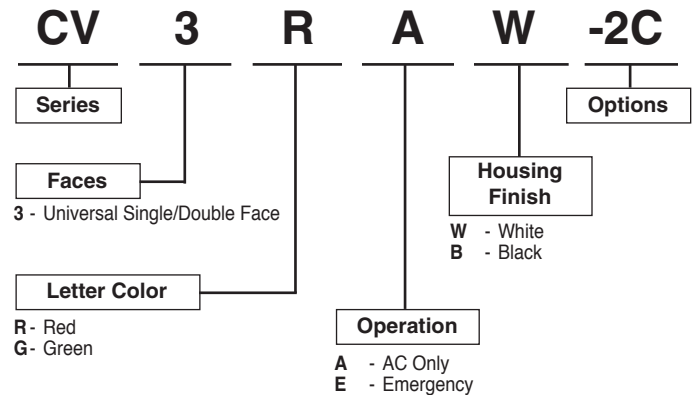 CV 3 R A W -2C
Series
Options
Faces
3 - Universal Single/Double Face
Housing
Finish
W - White
B - Black
Letter Color
R - Red
G - Green
Operation
A - AC Only
E - Emergency